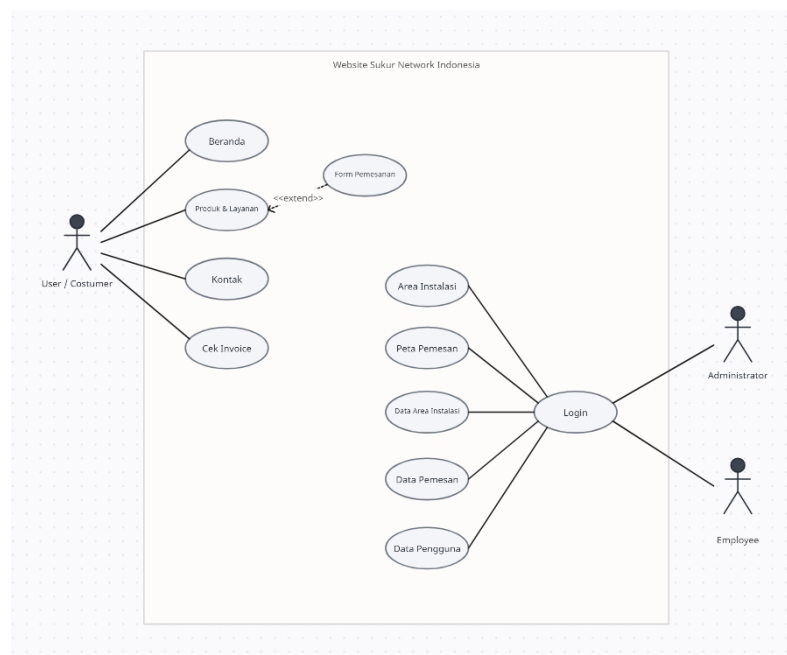 Website Sukur Network Indonesia
Beranda
Form Pemesanan
<<extend>>
Produk & Layanan
User / Costumer
Kontak
Cek Invoice
Area Instalasi
Peta Pemesan
Data Area Instalasi
Data Pemesan
Data Pengguna
Login
Administrator
Employee